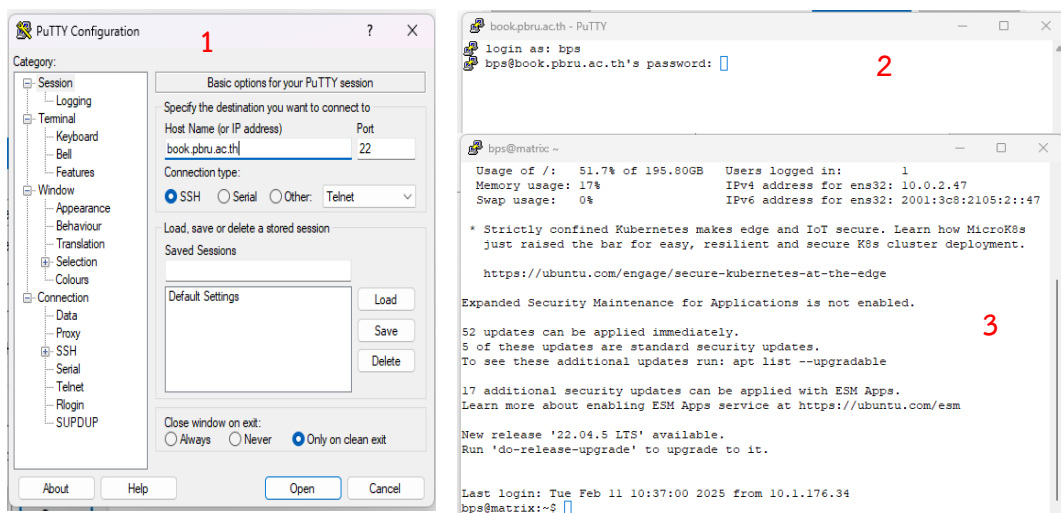 PuTTY Configuration
?
X
1
Category:
Session
Logging
Terminal
Keyboard
Bell
Features
Window
Appearance
Behaviour
Translation
Selection
Colours
Connection
Data
Proxy
SSH
Serial
Telnet
Rlogin
SUPDUP
Basic options for your PuTTY session
Specify the destination you want to connect to
Host Name (or IP address) Port
book.pbru.ac.th 22
Connection type:
SSH Serial Other: Telnet
Load, save or delete a stored session
Saved Sessions
Default Settings
Load
Save
Delete
Close window on exit:
Always Never Only on clean exit
About Help Open Cancel
book.pbru.ac.th - PuTTY
login as: bps
bps@book.pbru.ac.th's password:
2
bps@matrix: ~
Usage of /: 51.7% of 195.80GB Users logged in: 1
Memory usage: 17% IPv4 address for ens32: 10.0.2.47
Swap usage: 0% IPv6 address for ens32: 2001:3c8:2105:2::47
* Strictly confined Kubernetes makes edge and IoT secure. Learn how MicroK8s
just raised the bar for easy, resilient and secure K8s cluster deployment.
https://ubuntu.com/engage/secure-kubernetes-at-the-edge
Expanded Security Maintenance for Applications is not enabled.
3
52 updates can be applied immediately.
5 of these updates are standard security updates.
To see these additional updates run: apt list --upgradable
17 additional security updates can be applied with ESM Apps.
Learn more about enabling ESM Apps service at https://ubuntu.com/esm
New release '22.04.5 LTS' available.
Run 'do-release-upgrade' to upgrade to it.
Last login: Tue Feb 11 10:37:00 2025 from 10.1.176.34
bps@matrix:~$